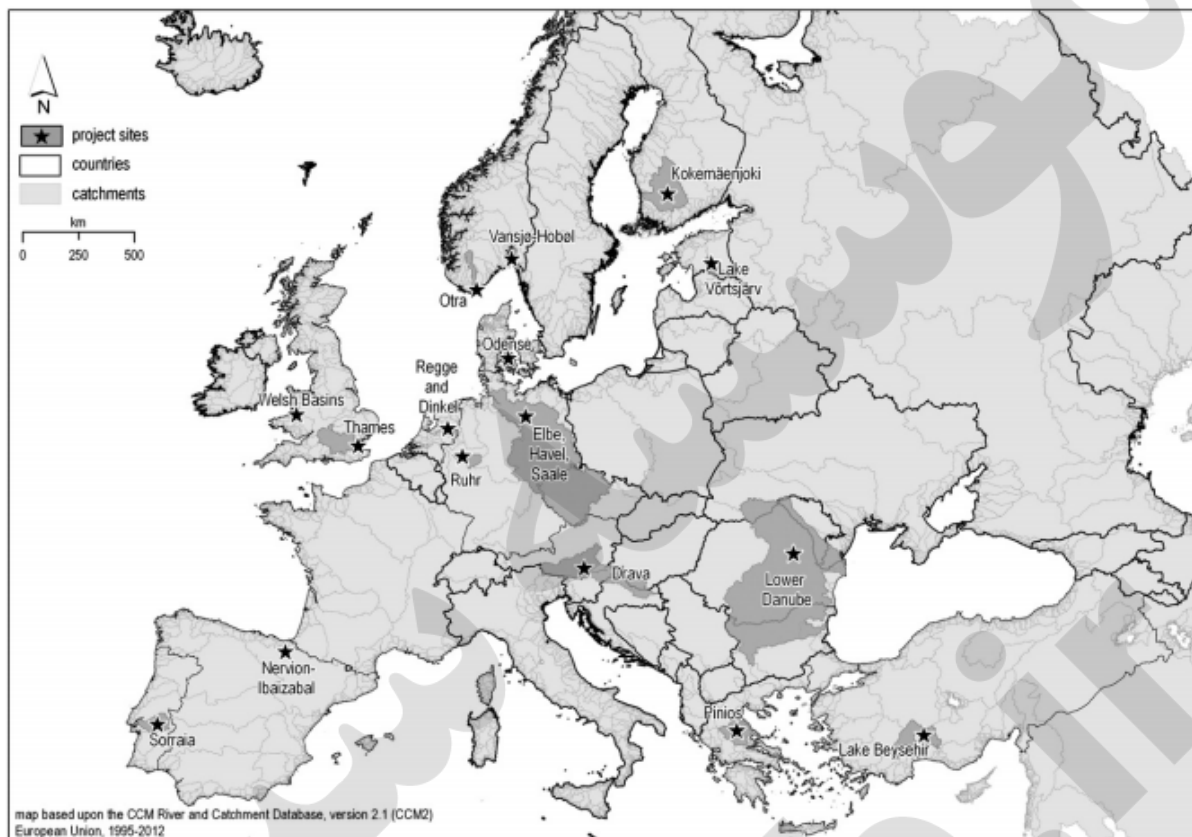 N
project sites
countries
catchments
km
0 250 500
Kokemäenjoki
Vansjø-Hobøl
Lake
Võrtsjärv
Otra
Odense
Regge
and
Dinkel
Welsh Basins
Thames
Elbe,
Havel,
Saale
Ruhr
Drava
Lower
Danube
Nervion-
Ibaizabal
Sorraia
Pinios
Lake Beysehir
map based upon the CCM River and Catchment Database, version 2.1 (CCM2)
European Union, 1995-2012